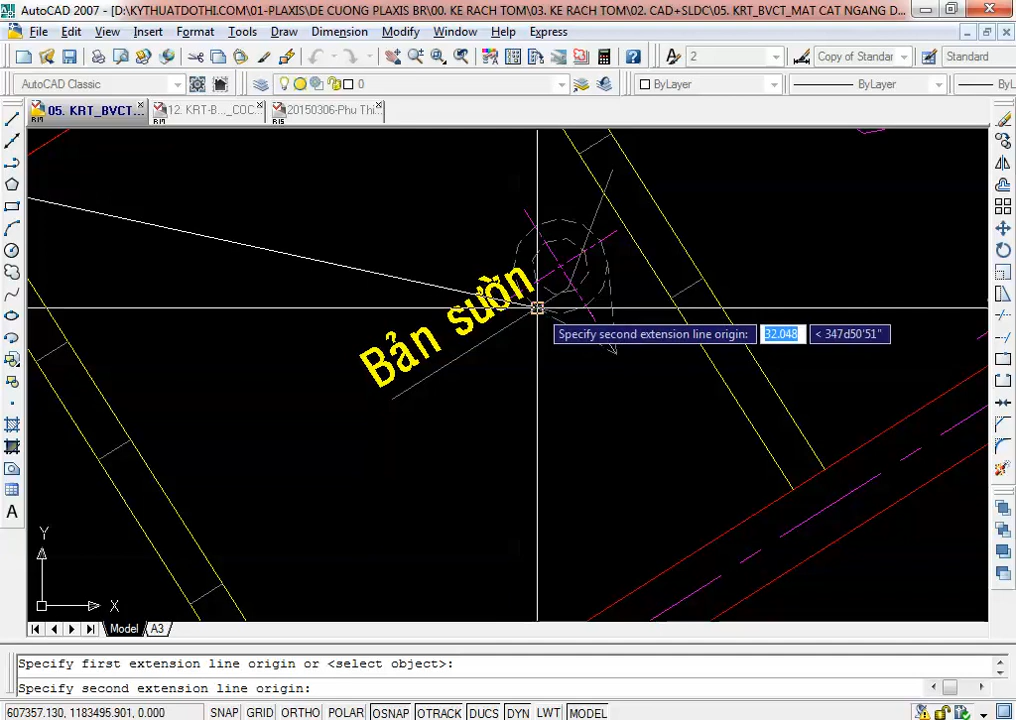 AutoCAD 2007 - [D:\KYTHUATDOTHI.COM\01-PLAXIS\DE CUONG PLAXIS BR\00. KE RACH TOM\03. KE RACH TOM\02. CAD+SLDC\05. KRT_BVCT_MAT CAT NGANG D...
File Edit View Insert Format Tools Draw Dimension Modify Window Help Express
2 Copy of Standar Standard
AutoCAD Classic 0 ByLayer ByLayer ByL
05. KRT_BVCT... 12. KRT-B..._COC... 20150306-Phu Thi...
Bản sườn
Specify second extension line origin: 32.048 < 347d50'51"
Y
X
Model A3
Specify first extension line origin or <select object>:
Specify second extension line origin:
607357.130, 1183495.901, 0.000 SNAP GRID ORTHO POLAR OSNAP OTRACK DUCS DYN LWT MODEL